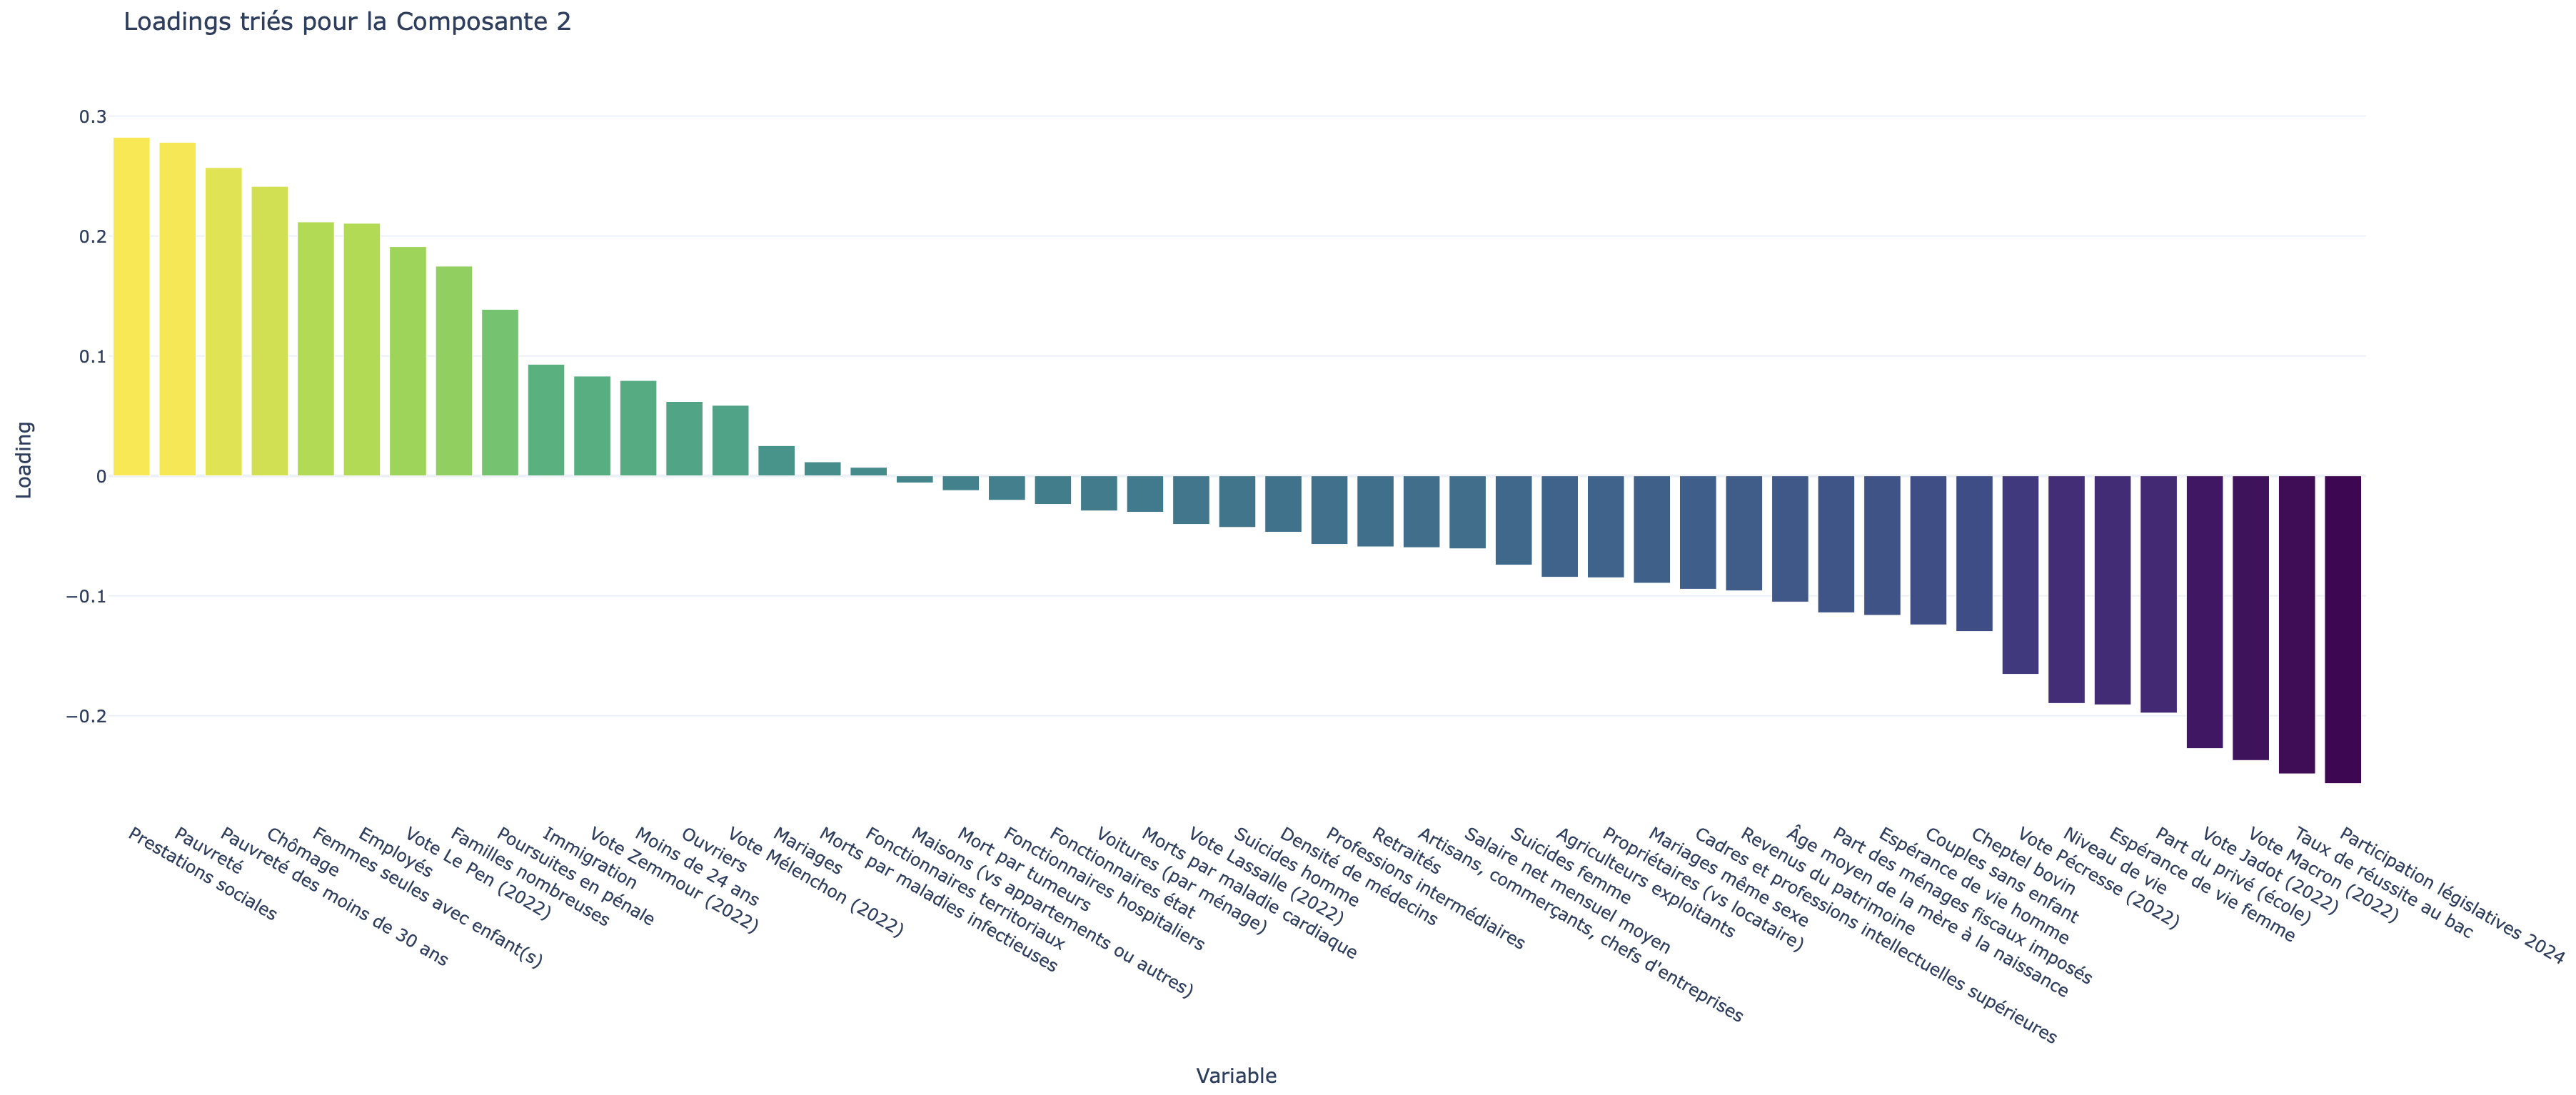 Loadings triés pour la Composante 2
Loading
0.3
0.2
0.1
0
−0.1
−0.2
Prestations sociales
Pauvreté
Pauvreté des moins de 30 ans
Chômage
Femmes seules avec enfant(s)
Employés
Vote Le Pen (2022)
Familles nombreuses
Poursuites en pénale
Immigration
Vote Zemmour (2022)
Moins de 24 ans
Ouvriers
Vote Mélenchon (2022)
Mariages
Morts par maladies infectieuses
Fonctionnaires territoriaux
Maisons (vs appartements ou autres)
Mort par tumeurs
Fonctionnaires hospitaliers
Fonctionnaires état
Voitures (par ménage)
Morts par maladie cardiaque
Vote Lassalle (2022)
Suicides homme
Densité de médecins
Professions intermédiaires
Retraités
Artisans, commerçants, chefs d'entreprises
Salaire net mensuel moyen
Suicides femme
Agriculteurs exploitants
Propriétaires (vs locataire)
Mariages même sexe
Cadres et professions intellectuelles supérieures
Revenus du patrimoine
Âge moyen de la mère à la naissance
Part des ménages fiscaux imposés
Espérance de vie homme
Couples sans enfant
Cheptel bovin
Vote Pécresse (2022)
Niveau de vie
Espérance de vie femme
Part du privé (école)
Vote Jadot (2022)
Vote Macron (2022)
Taux de réussite au bac
Participation législatives 2024
Variable